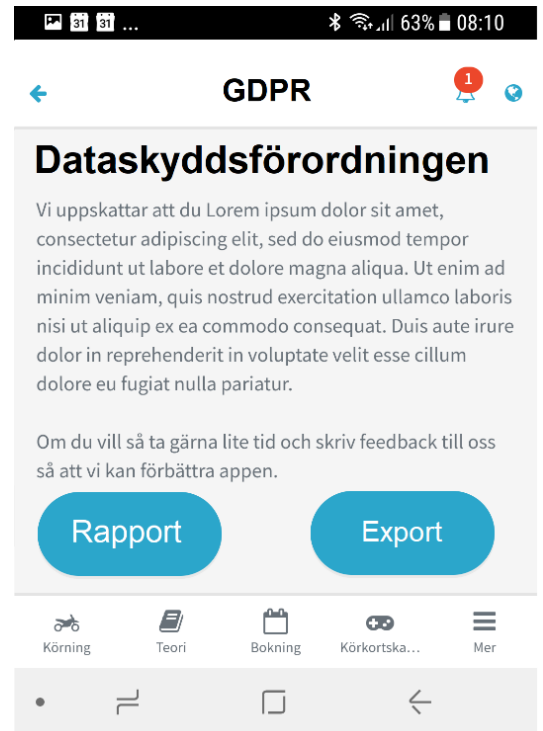 31 31 ... 63% 08:10
GDPR 1
Dataskyddsförordningen
Vi uppskattar att du Lorem ipsum dolor sit amet,
consectetur adipiscing elit, sed do eiusmod tempor
incididunt ut labore et dolore magna aliqua. Ut enim ad
minim veniam, quis nostrud exercitation ullamco laboris
nisi ut aliquip ex ea commodo consequat. Duis aute irure
dolor in reprehenderit in voluptate velit esse cillum
dolore eu fugiat nulla pariatur.
Om du vill så ta gärna lite tid och skriv feedback till oss
så att vi kan förbättra appen.
Rapport Export
Körning Teori Bokning Körkortska... Mer